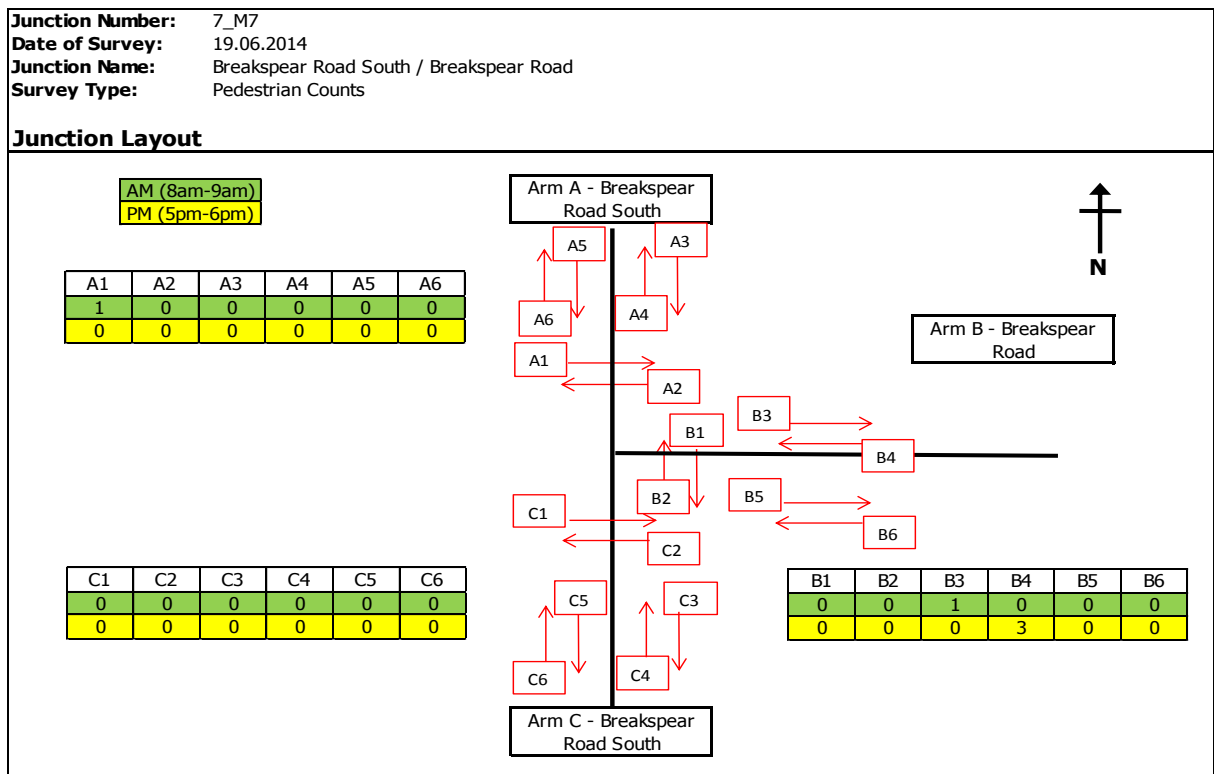 Junction Number: 7_M7
Date of Survey: 19.06.2014
Junction Name: Breakspear Road South / Breakspear Road
Survey Type: Pedestrian Counts
Junction Layout
AM (8am-9am)
PM (5pm-6pm)
Arm A - Breakspear
Road South
N
A5
A3
A6
A4
A1
A2
A1 A2 A3 A4 A5 A6
1 0 0 0 0 0
0 0 0 0 0 0
Arm B - Breakspear
Road
B3
B1
B4
B2
B5
B6
C1
C2
C1 C2 C3 C4 C5 C6
0 0 0 0 0 0
0 0 0 0 0 0
C5
C3
C6
C4
B1 B2 B3 B4 B5 B6
0 0 1 0 0 0
0 0 0 3 0 0
Arm C - Breakspear
Road South